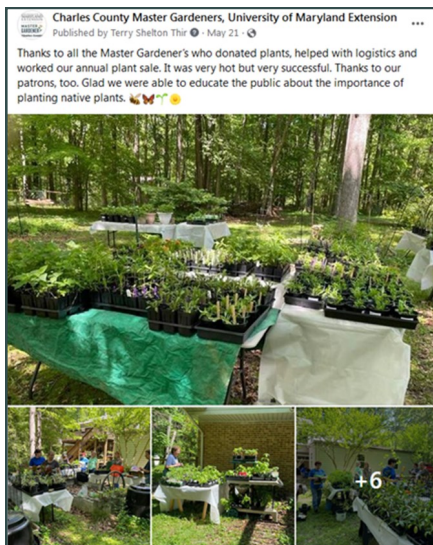 Charles County Master Gardeners, University of Maryland Extension
Published by Terry Shelton Thir · May 21 ·
Thanks to all the Master Gardener's who donated plants, helped with logistics and
worked our annual plant sale. It was very hot but very successful. Thanks to our
patrons, too. Glad we were able to educate the public about the importance of
planting native plants. 🐝🦋🌱🌼
+6